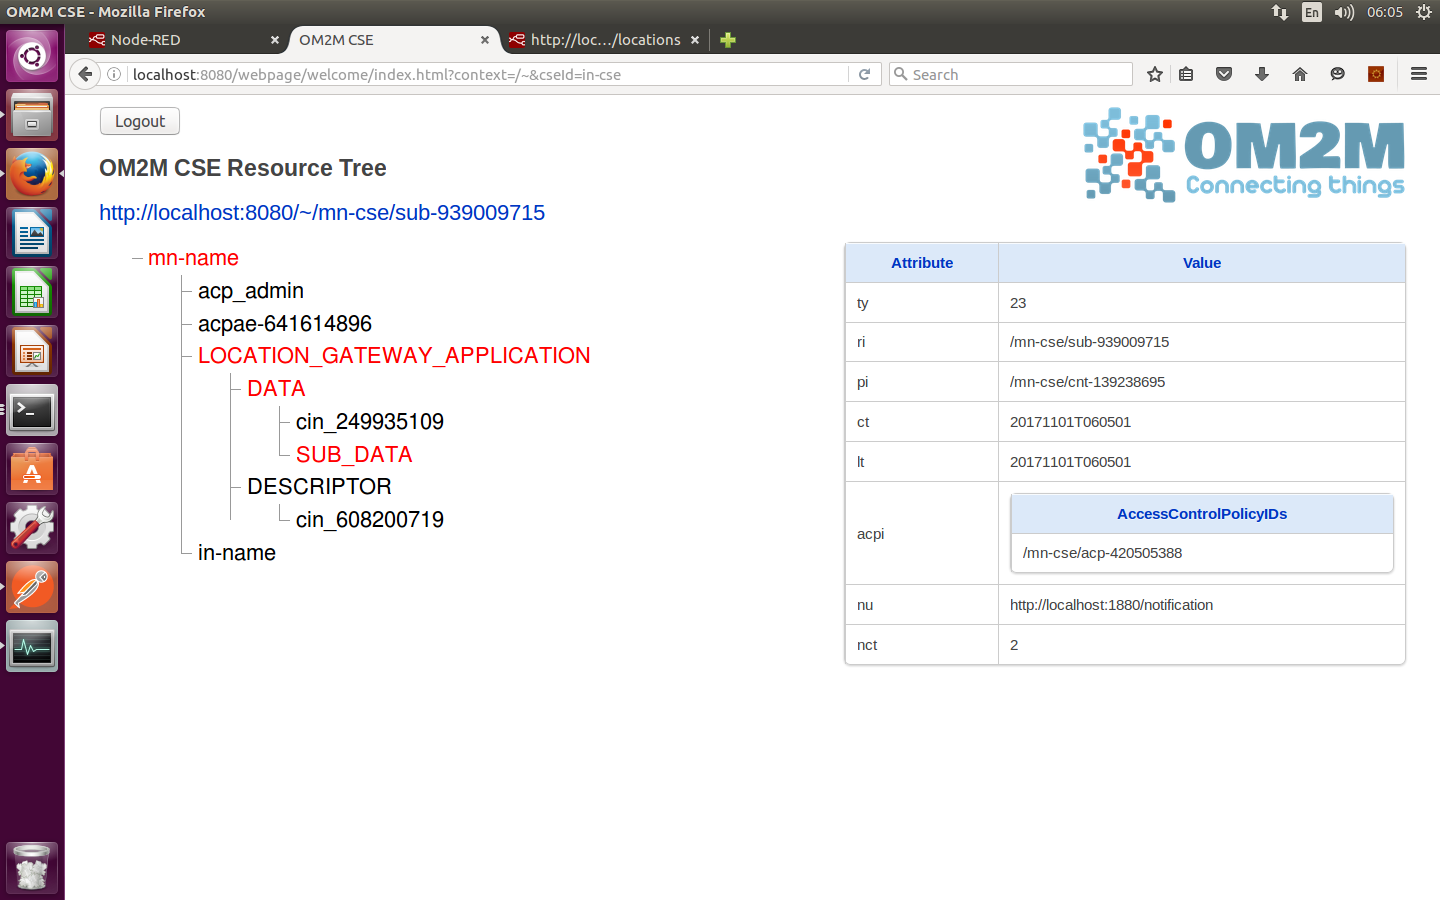 OM2M CSE - Mozilla Firefox
En
06:05
Node-RED
OM2M CSE
http://loc…/locations
localhost:8080/webpage/welcome/index.html?context=/~&cseId=in-cse
Search
Logout
OM2M
Connecting things
OM2M CSE Resource Tree
http://localhost:8080/~/mn-cse/sub-939009715
mn-name
acp_admin
acpae-641614896
LOCATION_GATEWAY_APPLICATION
DATA
cin_249935109
SUB_DATA
DESCRIPTOR
cin_608200719
in-name
Attribute Value
ty 23
ri /mn-cse/sub-939009715
pi /mn-cse/cnt-139238695
ct 20171101T060501
lt 20171101T060501
acpi
AccessControlPolicyIDs
/mn-cse/acp-420505388
nu http://localhost:1880/notification
nct 2